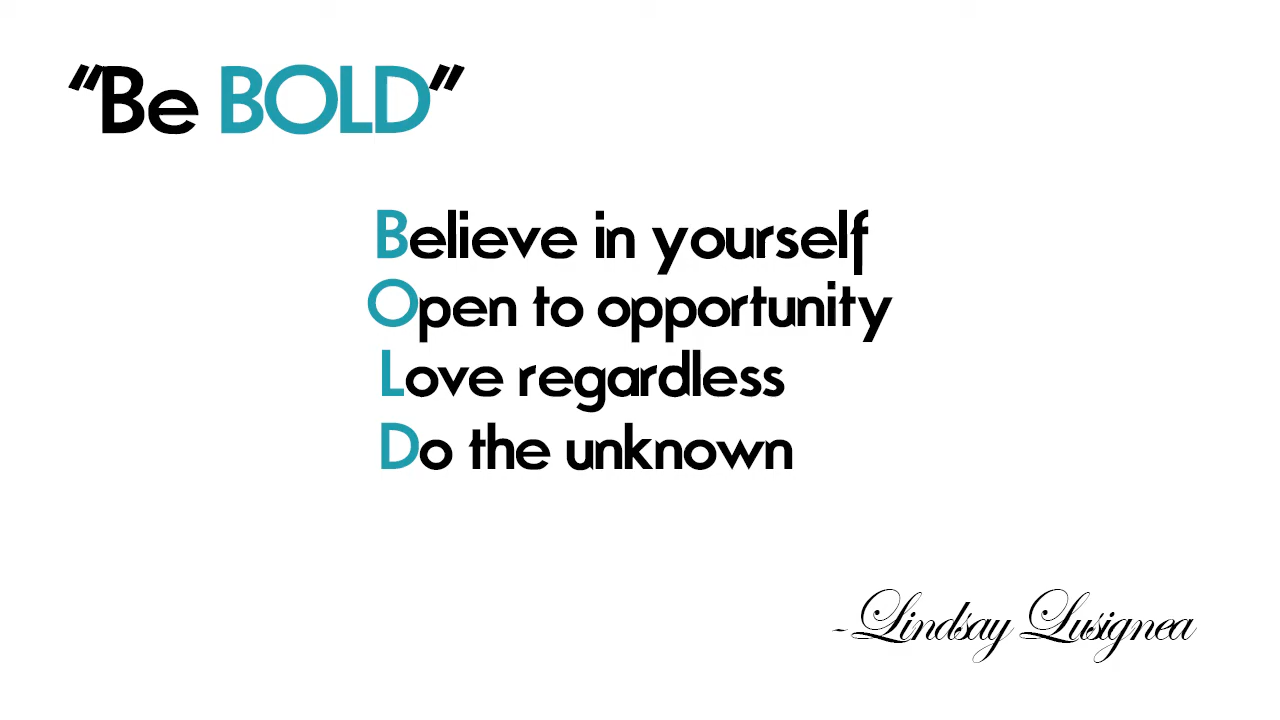 "Be BOLD"
Believe in yourself
Open to opportunity
Love regardless
Do the unknown
-Lindsay Lusignea